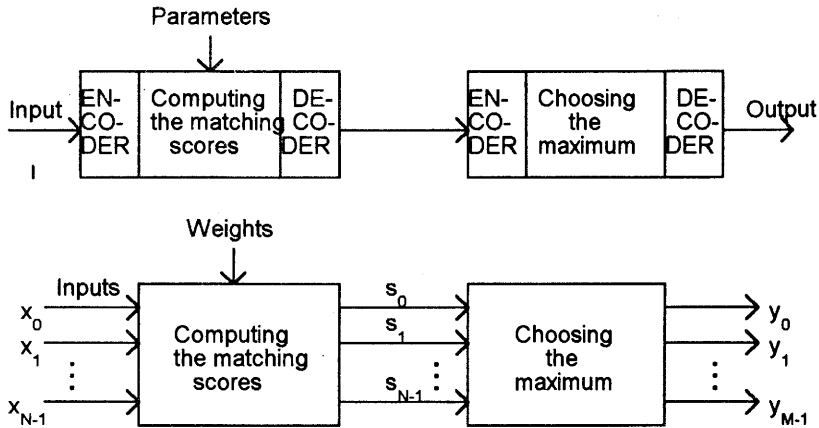 Parameters
Input
I
EN-
CO-
DER
Computing
the matching
scores
DE-
CO-
DER
EN-
CO-
DER
Choosing
the
maximum
DE-
CO-
DER
Output
Weights
Inputs
x0
x1
⋮
xN-1
Computing
the matching
scores
s0
s1
⋮
sN-1
Choosing
the
maximum
y0
y1
⋮
yM-1